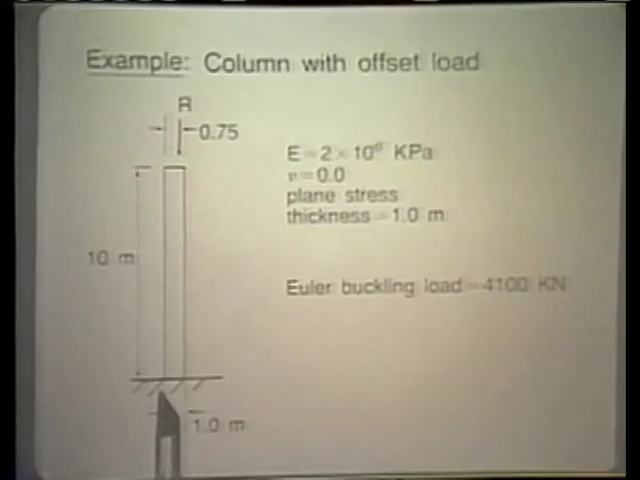 Example: Column with offset load
R
0.75
E = 2 × 10⁶ KPa
ν = 0.0
plane stress
thickness = 1.0 m
10 m
Euler buckling load = 4100 KN
1.0 m